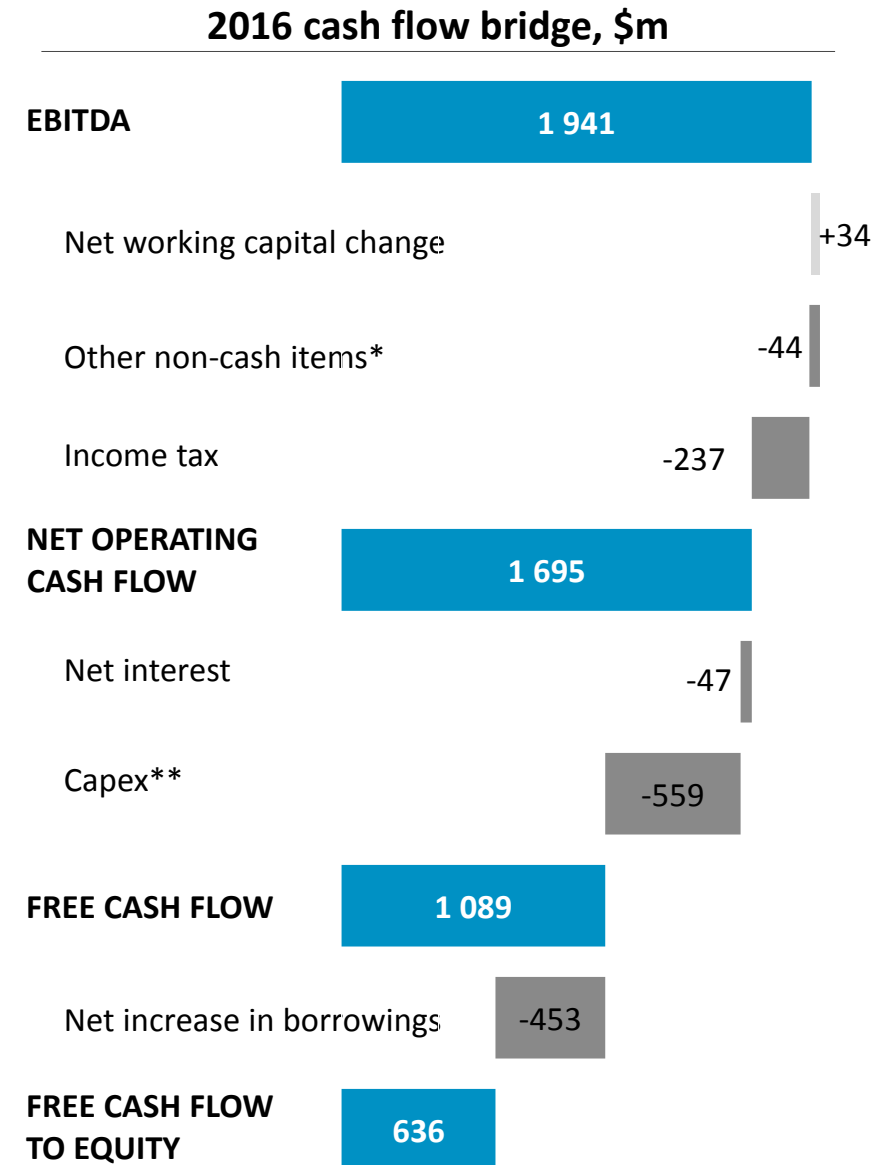 2016 cash flow bridge, $m
EBITDA
1 941
Net working capital change
+34
Other non-cash items*
-44
Income tax
-237
NET OPERATING
CASH FLOW
1 695
Net interest
-47
Capex**
-559
FREE CASH FLOW
1 089
Net increase in borrowings
-453
FREE CASH FLOW
TO EQUITY
636